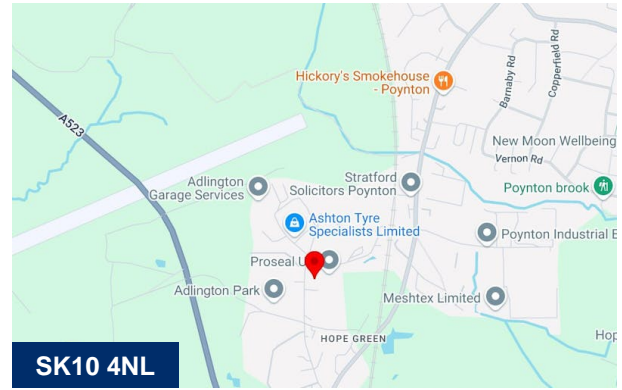 Hickory's Smokehouse
- Poynton
Barnaby Rd
Copperfield Rd
A523
New Moon Wellbeing
Vernon Rd
Adlington
Garage Services
Stratford
Solicitors Poynton
Poynton brook
Ashton Tyre
Specialists Limited
Poynton Industrial E
Proseal U
Adlington Park
Meshtex Limited
HOPE GREEN
Hop
SK10 4NL